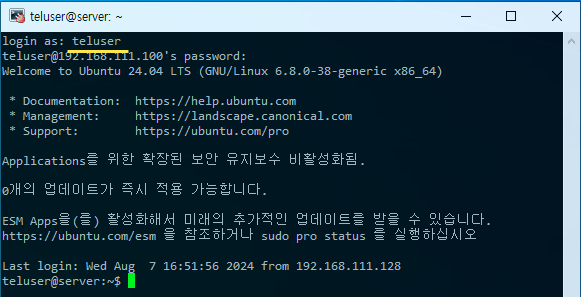 teluser@server: ~
login as: teluser
teluser@192.168.111.100's password:
Welcome to Ubuntu 24.04 LTS (GNU/Linux 6.8.0-38-generic x86_64)
* Documentation:  https://help.ubuntu.com
* Management:     https://landscape.canonical.com
* Support:        https://ubuntu.com/pro
Applications를 위한 확장된 보안 유지보수 비활성화됨.
0개의 업데이트가 즉시 적용 가능합니다.
ESM Apps을(를) 활성화해서 미래의 추가적인 업데이트를 받을 수 있습니다.
https://ubuntu.com/esm 을 참조하거나 sudo pro status 를 실행하십시오
Last login: Wed Aug  7 16:51:56 2024 from 192.168.111.128
teluser@server:~$